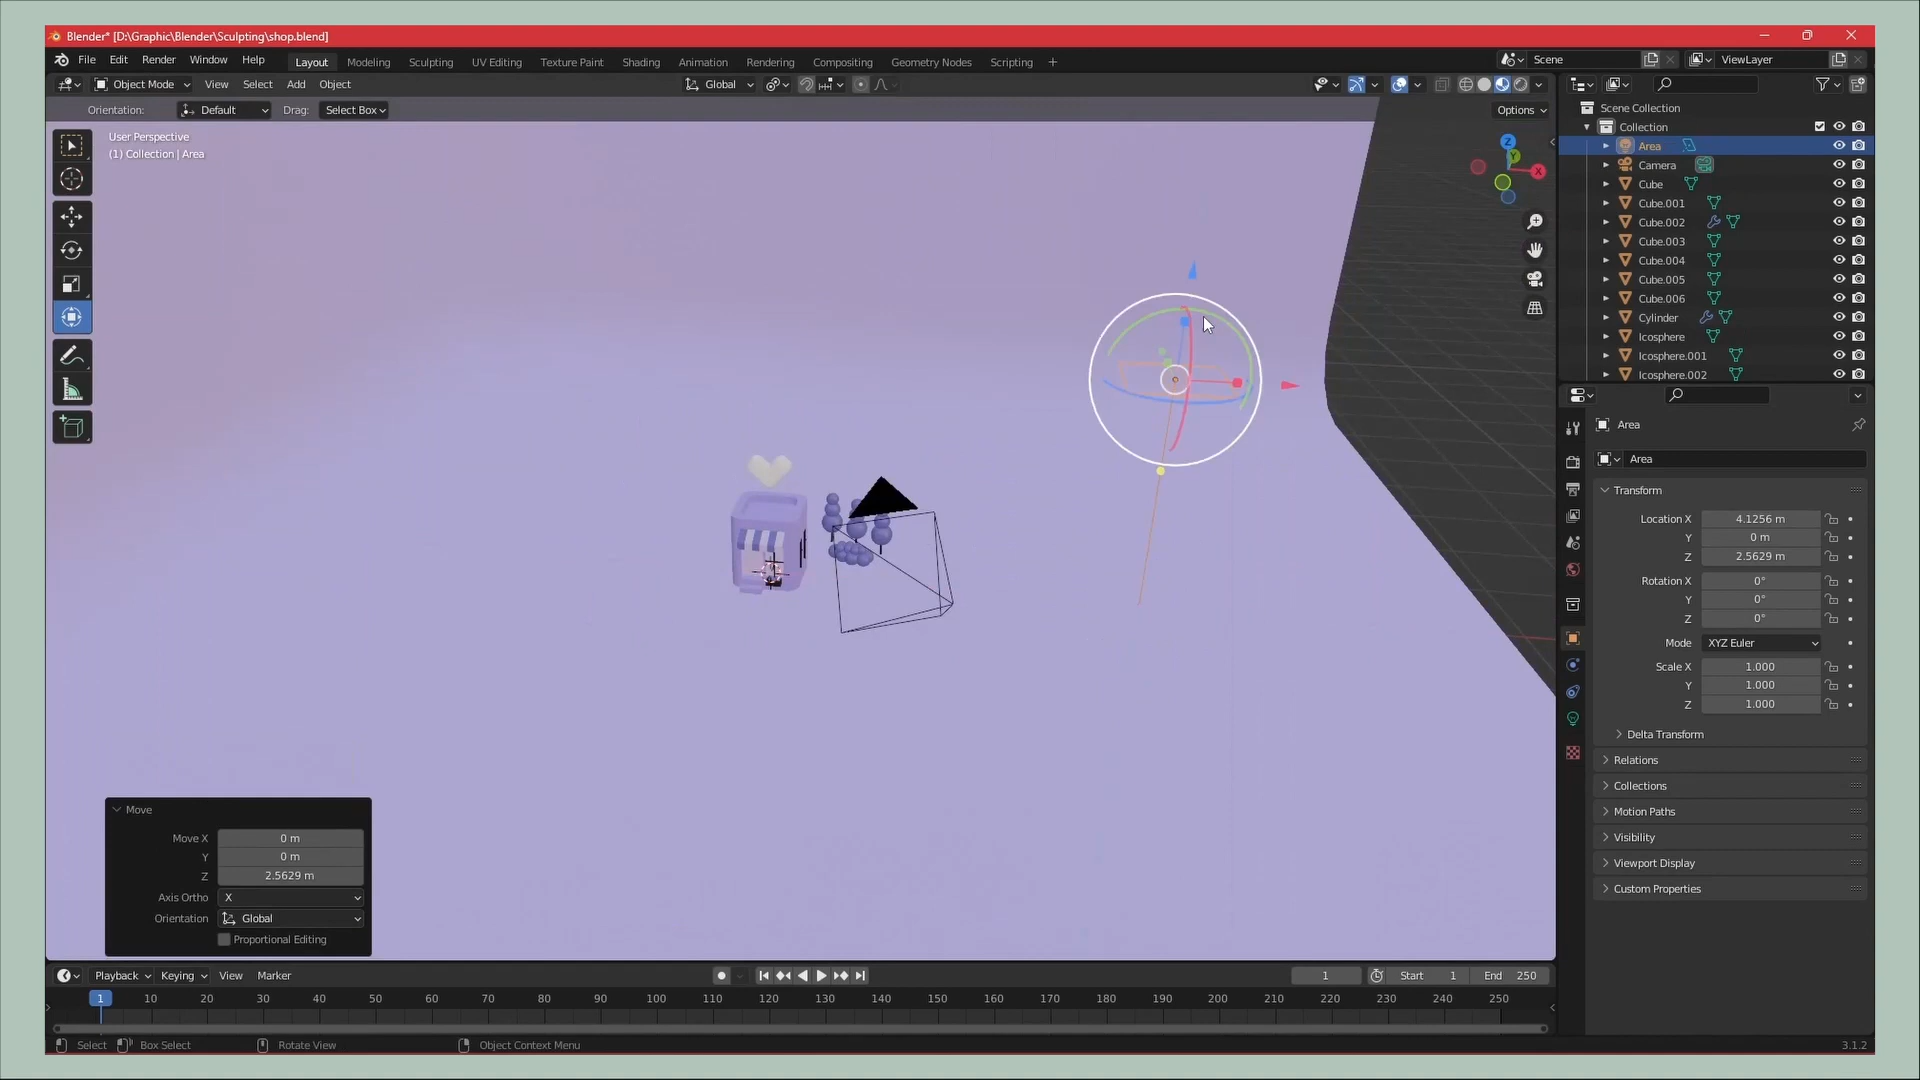 Blender* [D:\Graphic\Blender\Sculpting\shop.blend]
File Edit Render Window Help Layout Modeling Sculpting UV Editing Texture Paint Shading Animation Rendering Compositing Geometry Nodes Scripting + Scene ViewLayer
Object Mode View Select Add Object Global
Orientation: Default Drag: Select Box Options
User Perspective
(1) Collection | Area
Z
Y
X
Scene Collection
Collection
Area
Camera
Cube
Cube.001
Cube.002
Cube.003
Cube.004
Cube.005
Cube.006
Cylinder
Icosphere
Icosphere.001
Icosphere.002
Area
Area
Transform
Location X 4.1256 m
Y 0 m
Z 2.5629 m
Rotation X 0°
Y 0°
Z 0°
Mode XYZ Euler
Scale X 1.000
Y 1.000
Z 1.000
Delta Transform
Relations
Collections
Motion Paths
Visibility
Viewport Display
Custom Properties
Move
Move X 0 m
Y 0 m
Z 2.5629 m
Axis Ortho X
Orientation Global
Proportional Editing
Playback Keying View Marker 1 Start 1 End 250
1 10 20 30 40 50 60 70 80 90 100 110 120 130 140 150 160 170 180 190 200 210 220 230 240 250
Select Box Select Rotate View Object Context Menu 3.1.2